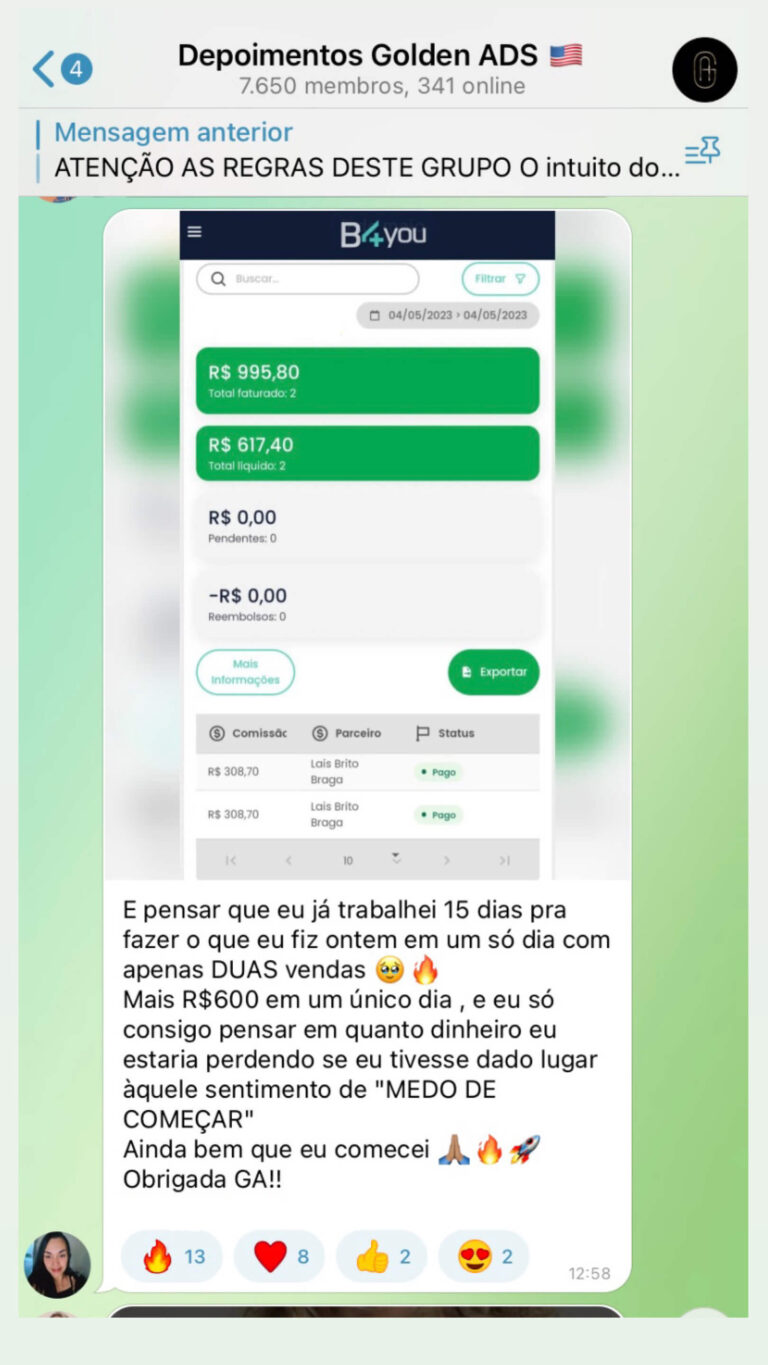 4
Depoimentos Golden ADS 🇺🇸
7.650 membros, 341 online
Mensagem anterior
ATENÇÃO AS REGRAS DESTE GRUPO O intuito do...
B4you
Buscar...
Filtrar
04/05/2023 › 04/05/2023
R$ 995,80
Total faturado: 2
R$ 617,40
Total líquido: 2
R$ 0,00
Pendentes: 0
-R$ 0,00
Reembolsos: 0
Mais
Informações
Exportar
Comissão Parceiro Status
R$ 308,70 Lais Brito
Braga • Pago
R$ 308,70 Lais Brito
Braga • Pago
10
E pensar que eu já trabalhei 15 dias pra
fazer o que eu fiz ontem em um só dia com
apenas DUAS vendas 🥹🔥
Mais R$600 em um único dia , e eu só
consigo pensar em quanto dinheiro eu
estaria perdendo se eu tivesse dado lugar
àquele sentimento de "MEDO DE
COMEÇAR"
Ainda bem que eu comecei 🙏🏽🔥🚀
Obrigada GA!!
🔥 13 ❤️ 8 👍 2 😍 2
12:58